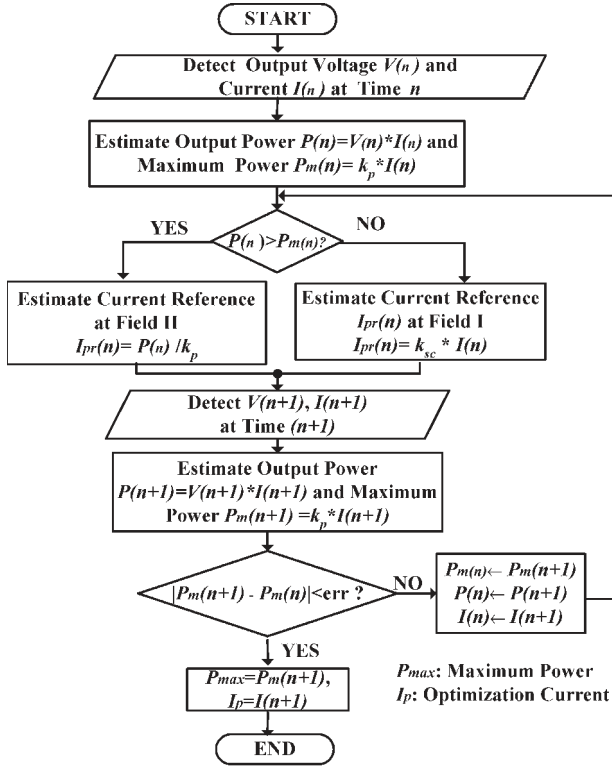 START
Detect Output Voltage V(n) and
Current I(n) at Time n
Estimate Output Power P(n)=V(n)*I(n) and
Maximum Power Pm(n)= kp*I(n)
YES
NO
P(n)>Pm(n)?
Estimate Current Reference
at Field II
Ipr(n)= P(n) /kp
Estimate Current Reference
Ipr(n) at Field I
Ipr(n)= ksc * I(n)
Detect V(n+1), I(n+1)
at Time (n+1)
Estimate Output Power
P(n+1)=V(n+1)*I(n+1) and Maximum
Power Pm(n+1) =kp*I(n+1)
|Pm(n+1) - Pm(n)|<err ?
NO
Pm(n)← Pm(n+1)
P(n)← P(n+1)
I(n)← I(n+1)
YES
Pmax=Pm(n+1),
Ip=I(n+1)
Pmax: Maximum Power
Ip: Optimization Current
END